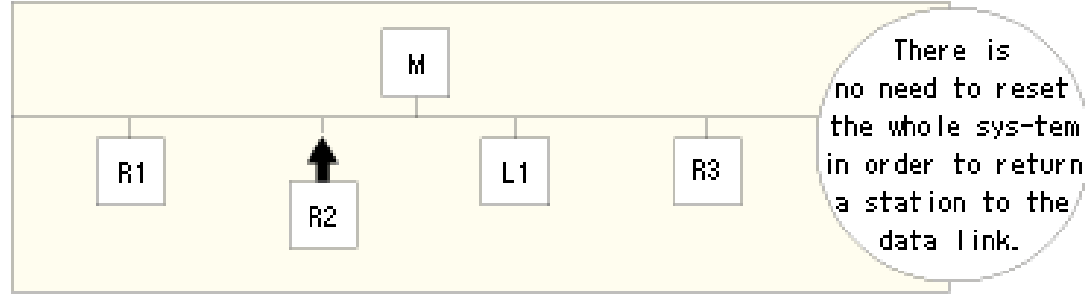 M
R1
R2
L1
R3
There is
no need to reset
the whole sys-tem
in order to return
a station to the
data link.